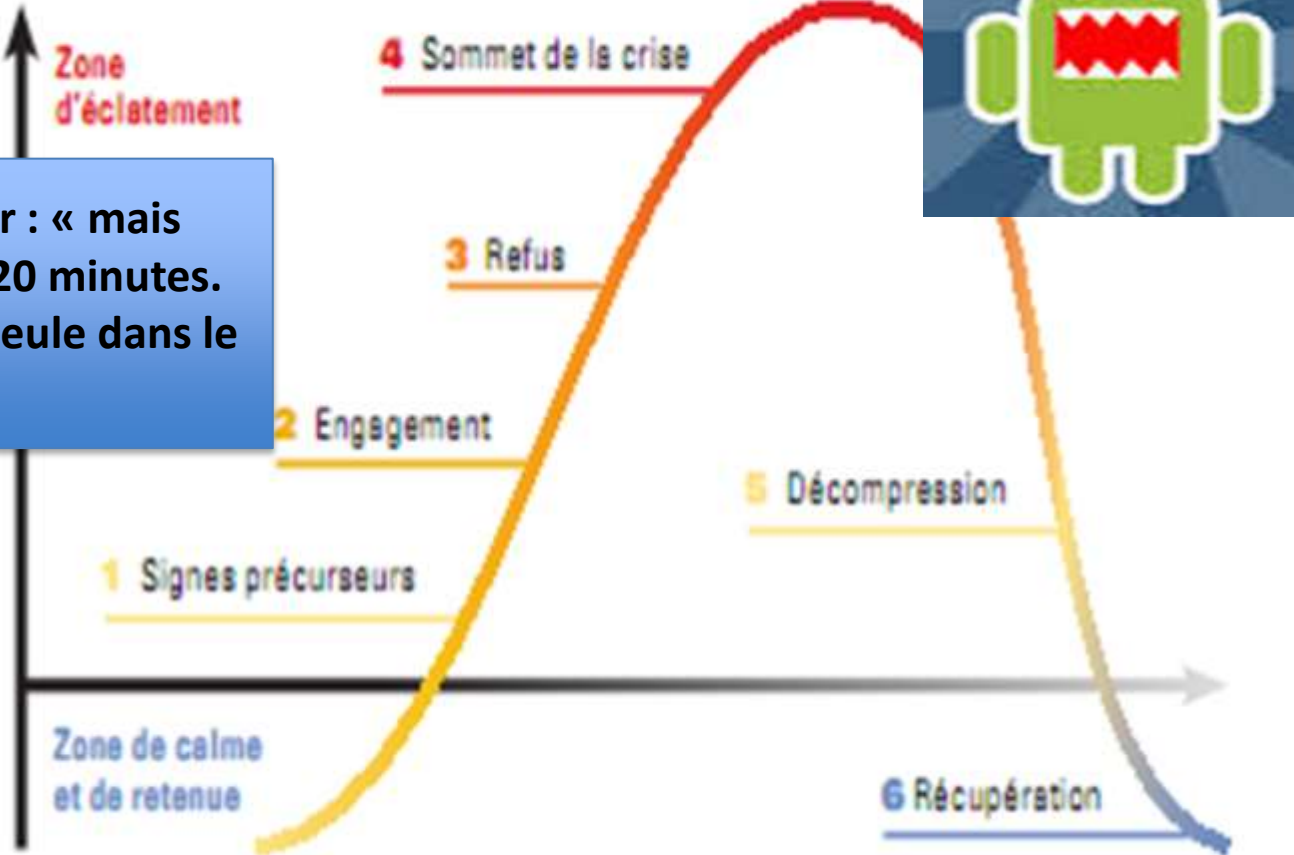 Zone
d'éclatement
4 Sommet de la crise
r : « mais
20 minutes.
eule dans le
3 Refus
2 Engagement
5 Décompression
1 Signes précurseurs
Zone de calme
et de retenue
6 Récupération